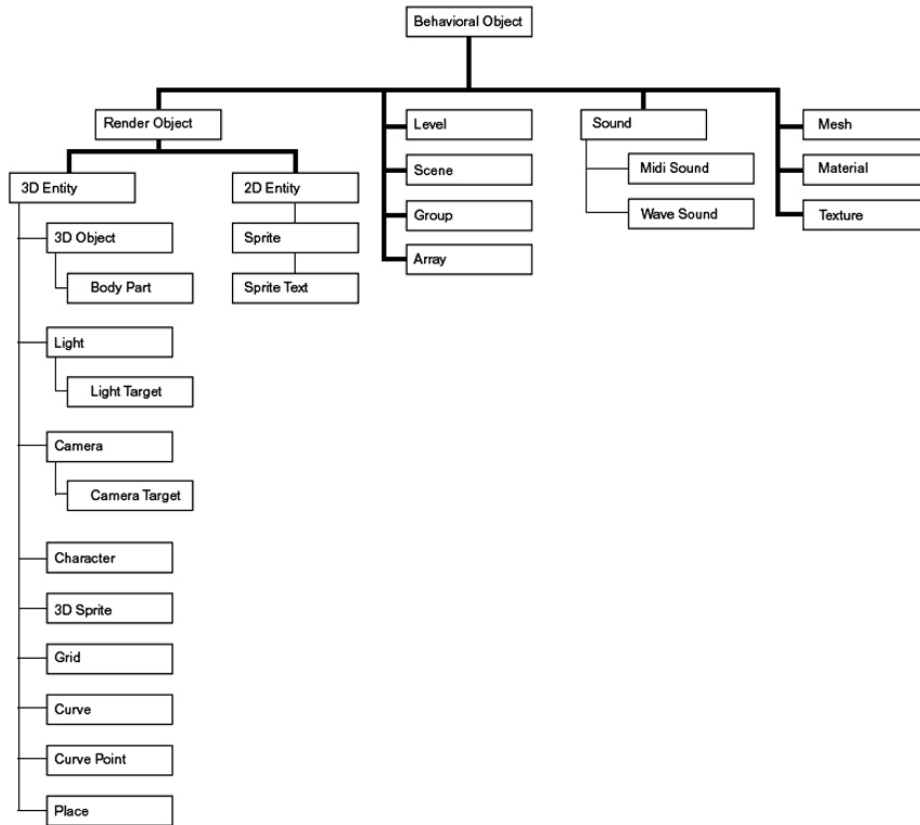 Behavioral Object
Render Object
Level
Sound
Mesh
Scene
Midi Sound
Material
3D Entity
2D Entity
Group
Wave Sound
Texture
3D Object
Sprite
Array
Body Part
Sprite Text
Light
Light Target
Camera
Camera Target
Character
3D Sprite
Grid
Curve
Curve Point
Place